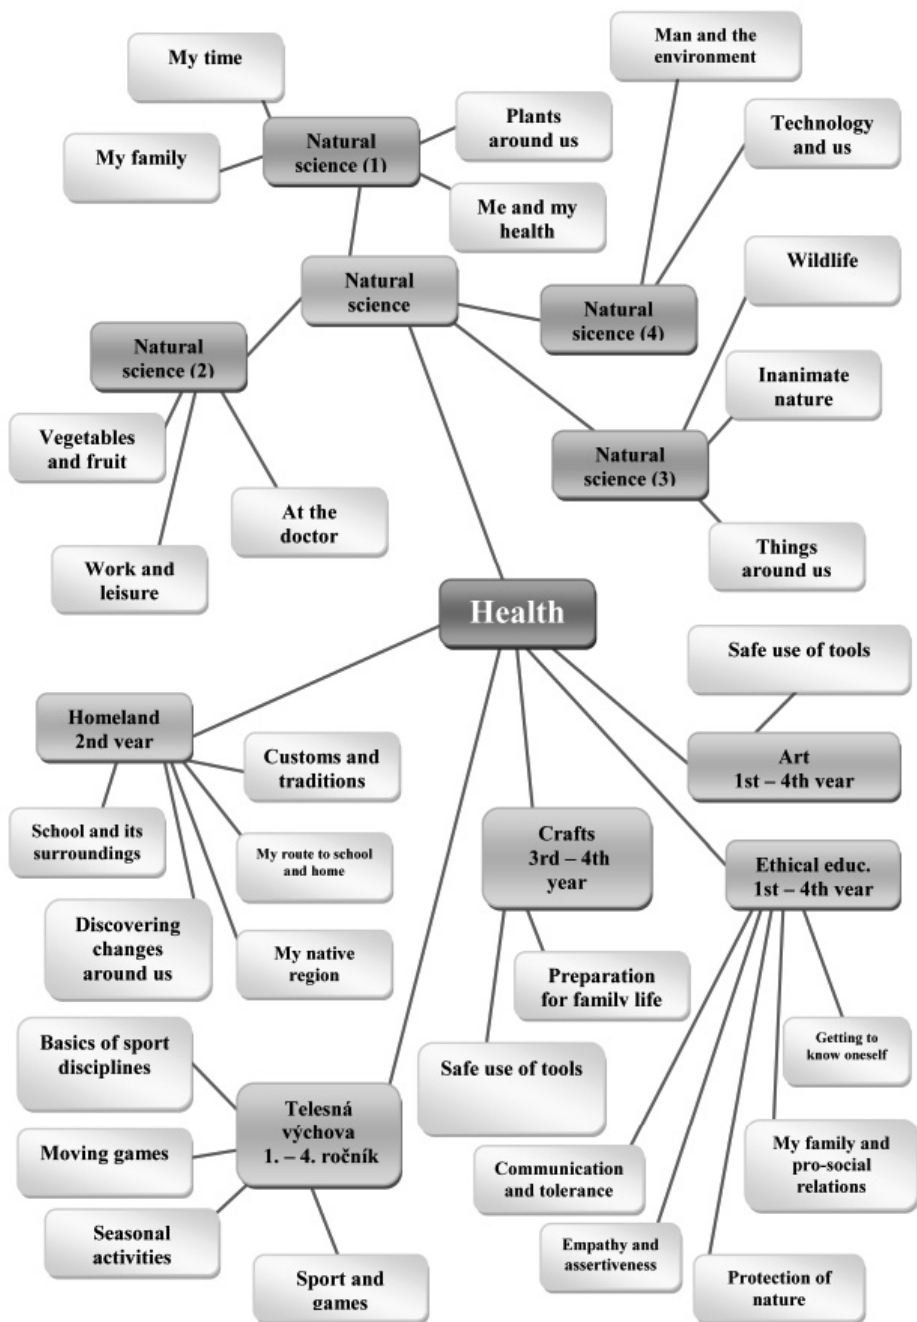 My time
Man and the
environment
Natural
science (1)
Plants
around us
Technology
and us
My family
Me and my
health
Natural
science
Wildlife
Natural
sicence (4)
Natural
science (2)
Inanimate
nature
Vegetables
and fruit
Natural
science (3)
At the
doctor
Work and
leisure
Things
around us
Health
Safe use of tools
Homeland
2nd year
Customs and
traditions
Art
1st – 4th year
School and its
surroundings
My route to school
and home
Crafts
3rd – 4th
year
Ethical educ.
1st – 4th year
Discovering
changes
around us
My native
region
Preparation
for family life
Basics of sport
disciplines
Getting to
know oneself
Safe use of tools
Telesná
výchova
1. – 4. ročník
Moving games
My family and
pro-social
relations
Communication
and tolerance
Seasonal
activities
Empathy and
assertiveness
Sport and
games
Protection of
nature